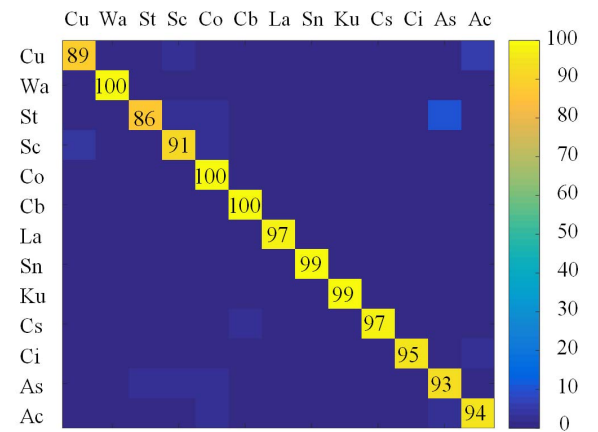 Cu Wa St Sc Co Cb La Sn Ku Cs Ci As Ac
Cu 89
Wa 100
St 86
Sc 91
Co 100
Cb 100
La 97
Sn 99
Ku 99
Cs 97
Ci 95
As 93
Ac 94
100
90
80
70
60
50
40
30
20
10
0